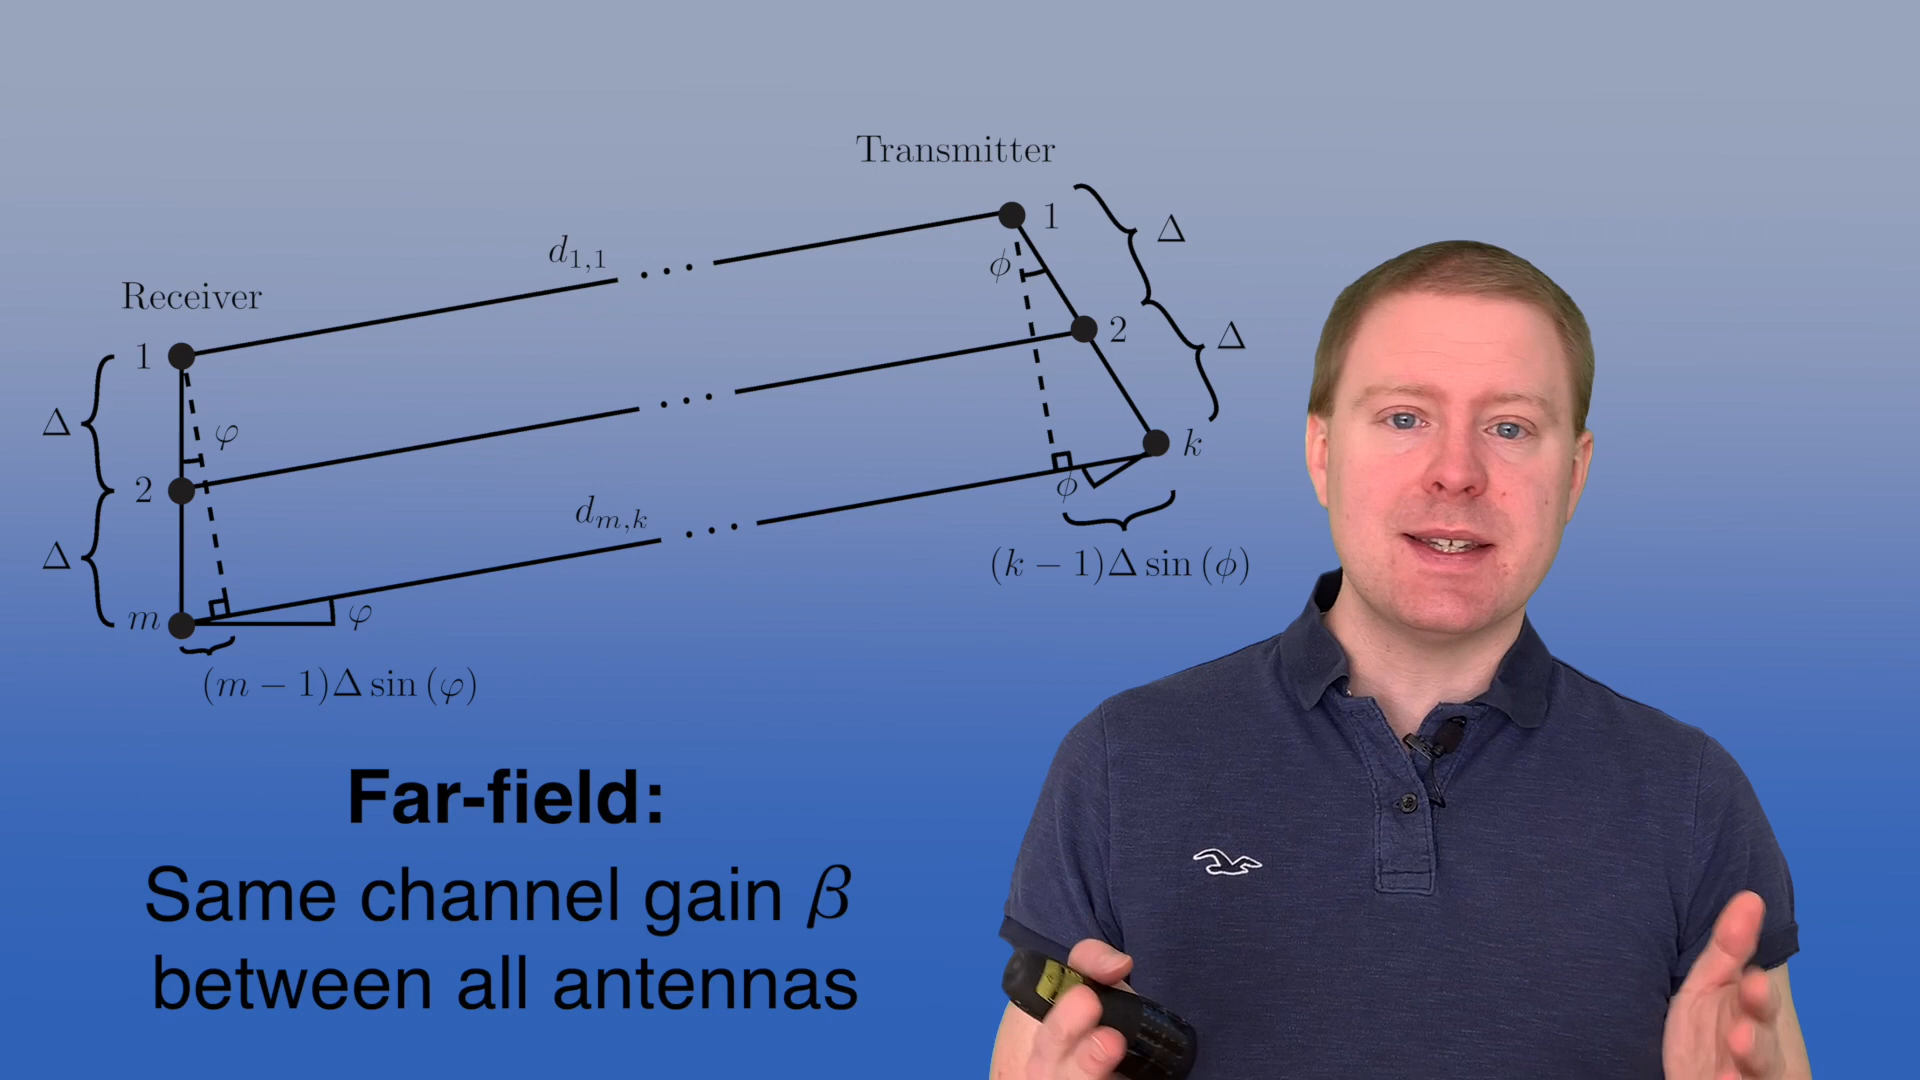 Transmitter
1
Δ
d₁,₁
ϕ
Receiver
1
2
Δ
Δ
φ
k
2
d_{m,k}
ϕ
Δ
(k − 1)Δ sin (ϕ)
m
φ
(m − 1)Δ sin (φ)
Far-field:
Same channel gain β
between all antennas